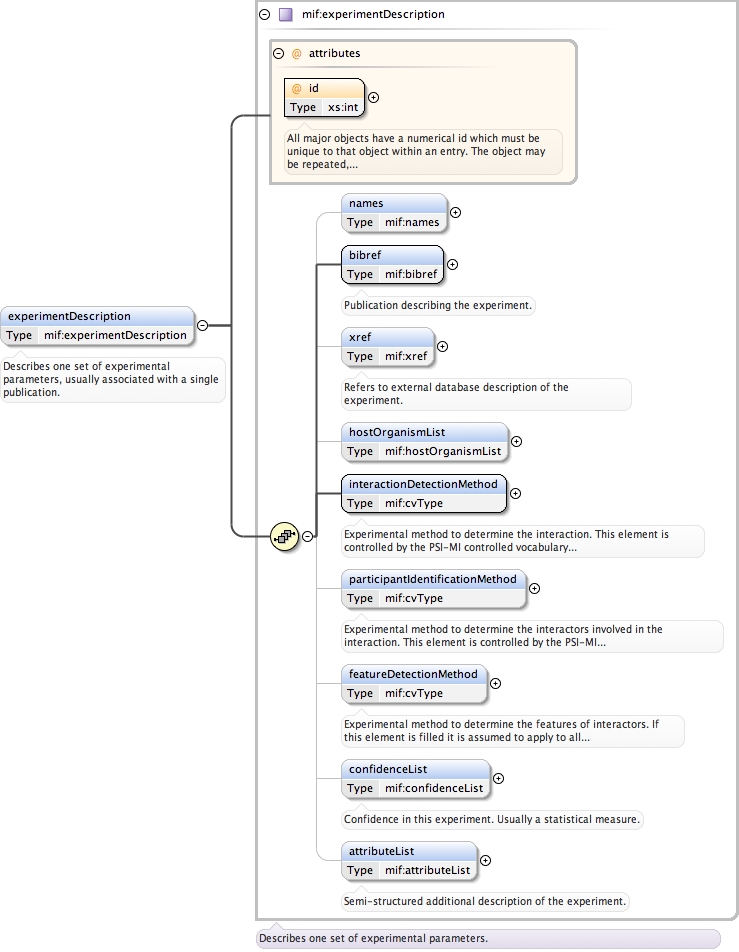 mif:experimentDescription
@ attributes
@ id
Type xs:int
All major objects have a numerical id which must be
unique to that object within an entry. The object may
be repeated,...
names
Type mif:names
bibref
Type mif:bibref
Publication describing the experiment.
experimentDescription
Type mif:experimentDescription
Describes one set of experimental
parameters, usually associated with a single
publication.
xref
Type mif:xref
Refers to external database description of the
experiment.
hostOrganismList
Type mif:hostOrganismList
interactionDetectionMethod
Type mif:cvType
Experimental method to determine the interaction. This element is
controlled by the PSI-MI controlled vocabulary...
participantIdentificationMethod
Type mif:cvType
Experimental method to determine the interactors involved in the
interaction. This element is controlled by the PSI-MI...
featureDetectionMethod
Type mif:cvType
Experimental method to determine the features of interactors. If
this element is filled it is assumed to apply to all...
confidenceList
Type mif:confidenceList
Confidence in this experiment. Usually a statistical measure.
attributeList
Type mif:attributeList
Semi-structured additional description of the experiment.
Describes one set of experimental parameters.